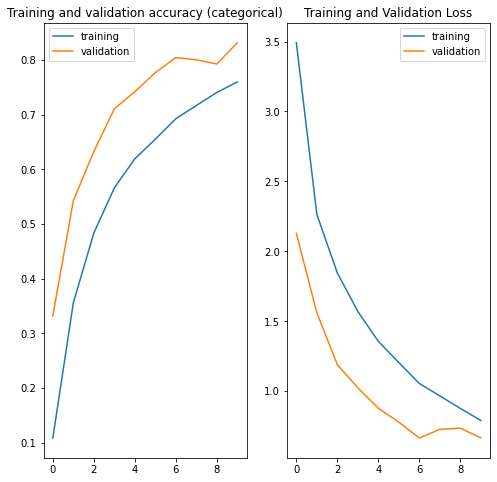 Training and validation accuracy (categorical)
training
validation
0.8
0.7
0.6
0.5
0.4
0.3
0.2
0.1
0 2 4 6 8
Training and Validation Loss
training
validation
3.5
3.0
2.5
2.0
1.5
1.0
0 2 4 6 8